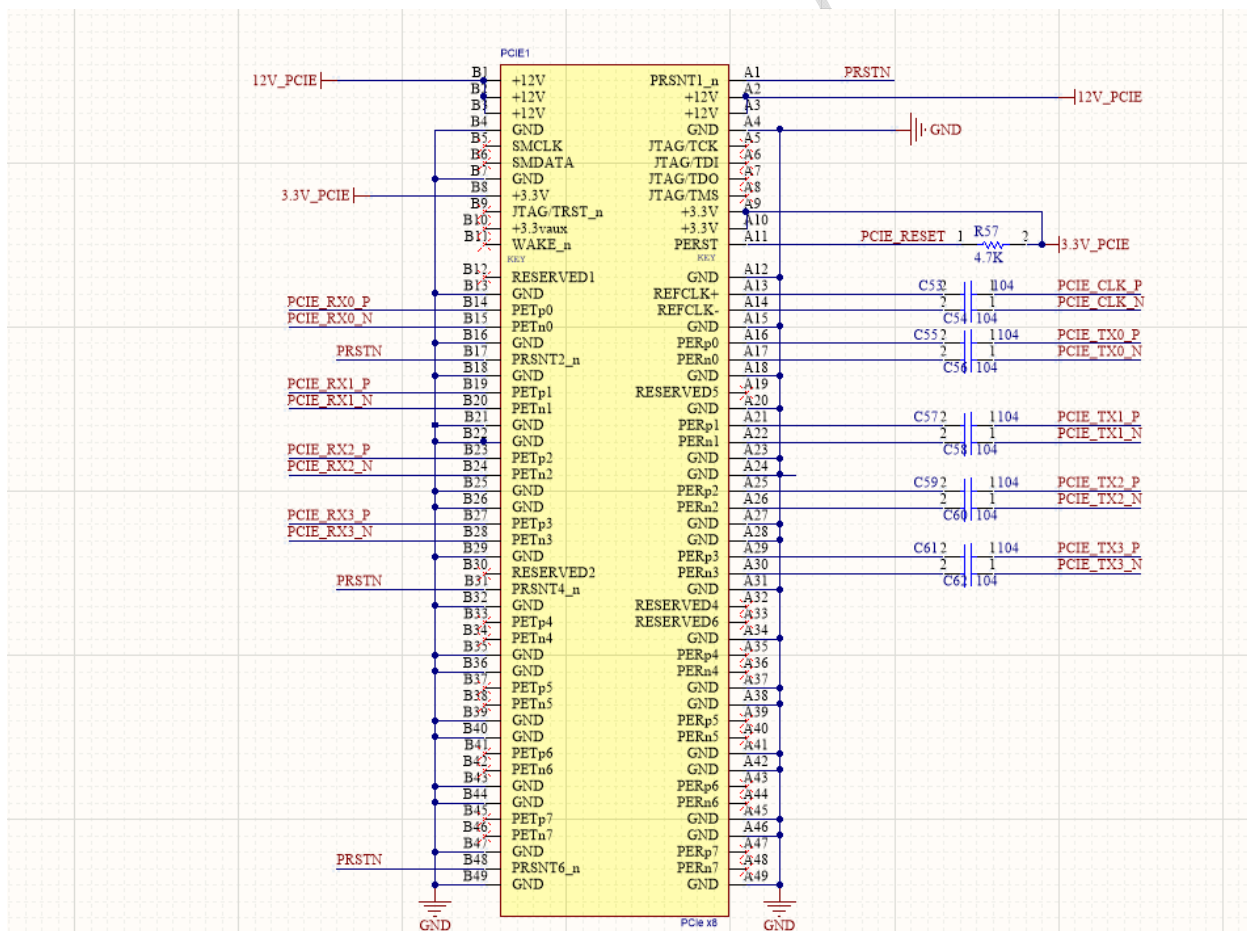 PCIE1
12V_PCIE B1 +12V PRSNT1_n A1 PRSTN
B2 +12V +12V A2 12V_PCIE
B3 +12V +12V A3
B4 GND GND A4 GND
B5 SMCLK JTAG/TCK A5
B6 SMDATA JTAG/TDI A6
B7 GND JTAG/TDO A7
3.3V_PCIE B8 +3.3V JTAG/TMS A8
B9 JTAG/TRST_n +3.3V A9
B10 +3.3vaux +3.3V A10
B11 WAKE_n PERST A11 PCIE_RESET 1 R57 2 3.3V_PCIE
4.7K
KEY KEY
B12 RESERVED1 GND A12
B13 GND REFCLK+ A13 C53 2 1 104 PCIE_CLK_P
PCIE_RX0_P B14 PETp0 REFCLK- A14 2 1 PCIE_CLK_N
C54 104
PCIE_RX0_N B15 PETn0 GND A15
B16 GND PERp0 A16 C55 2 1 104 PCIE_TX0_P
PRSTN B17 PRSNT2_n PERn0 A17 2 1 PCIE_TX0_N
C56 104
B18 GND GND A18
PCIE_RX1_P B19 PETp1 RESERVED5 A19
PCIE_RX1_N B20 PETn1 GND A20
B21 GND PERp1 A21 C57 2 1 104 PCIE_TX1_P
B22 GND PERn1 A22 2 1 PCIE_TX1_N
C58 104
PCIE_RX2_P B23 PETp2 GND A23
PCIE_RX2_N B24 PETn2 GND A24
B25 GND PERp2 A25 C59 2 1 104 PCIE_TX2_P
B26 GND PERn2 A26 2 1 PCIE_TX2_N
C60 104
PCIE_RX3_P B27 PETp3 GND A27
PCIE_RX3_N B28 PETn3 GND A28
B29 GND PERp3 A29 C61 2 1 104 PCIE_TX3_P
B30 RESERVED2 PERn3 A30 2 1 PCIE_TX3_N
C62 104
PRSTN B31 PRSNT4_n GND A31
B32 GND RESERVED4 A32
B33 PETp4 RESERVED6 A33
B34 PETn4 GND A34
B35 GND PERp4 A35
B36 GND PERn4 A36
B37 PETp5 GND A37
B38 PETn5 GND A38
B39 GND PERp5 A39
B40 GND PERn5 A40
B41 PETp6 GND A41
B42 PETn6 GND A42
B43 GND PERp6 A43
B44 GND PERn6 A44
B45 PETp7 GND A45
B46 PETn7 GND A46
B47 GND PERp7 A47
PRSTN B48 PRSNT6_n PERn7 A48
B49 GND GND A49
GND PCIe x8 GND